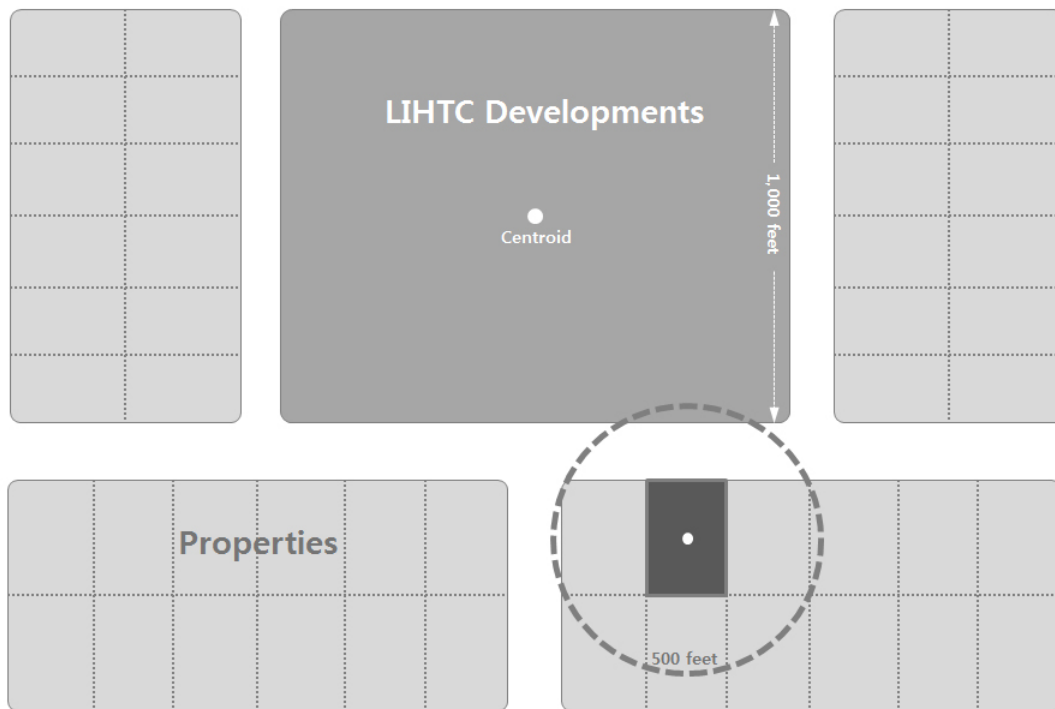 LIHTC Developments
1,000 feet
Centroid
Properties
500 feet